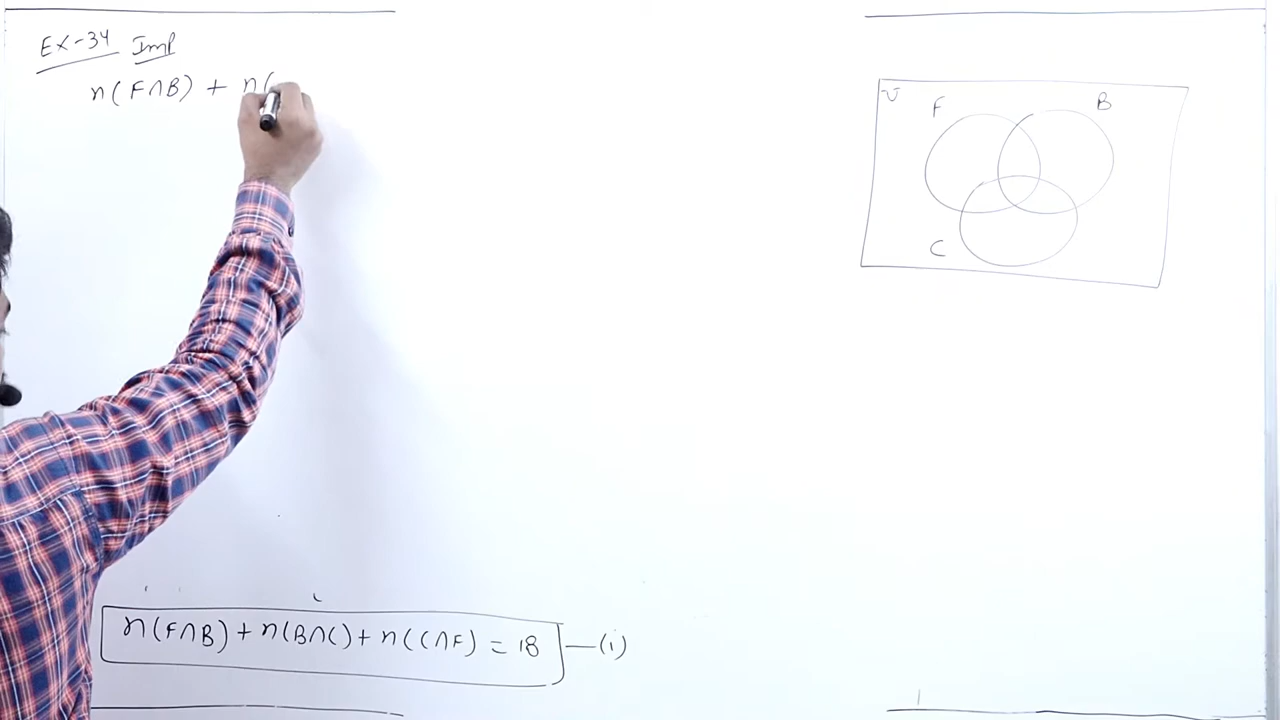 Ex-34 Imp
n(F∩B) + n(
U
F
B
C
n(F∩B) + n(B∩C) + n(C∩F) = 18 —(i)